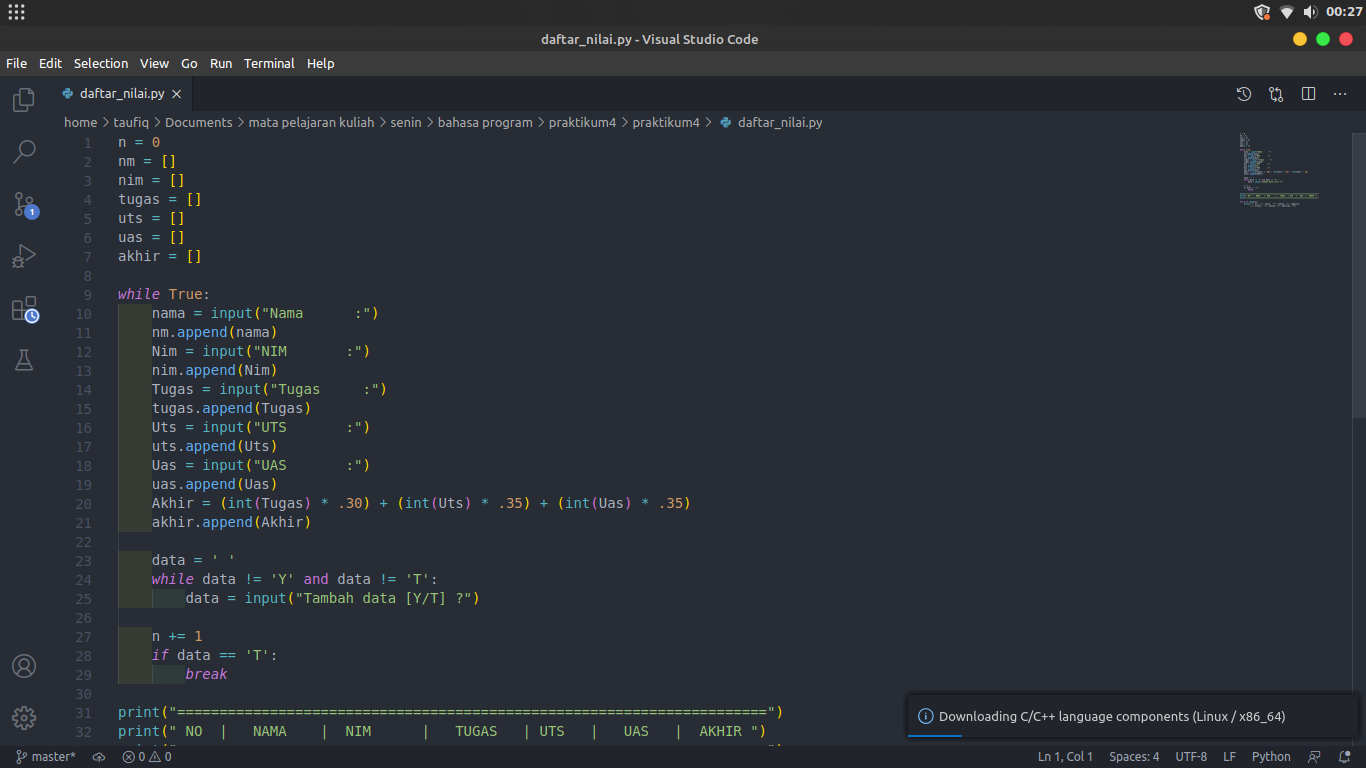 00:27
daftar_nilai.py - Visual Studio Code
File Edit Selection View Go Run Terminal Help
daftar_nilai.py
home > taufiq > Documents > mata pelajaran kuliah > senin > bahasa program > praktikum4 > praktikum4 > daftar_nilai.py
1 n = 0
2 nm = []
3 nim = []
4 tugas = []
5 uts = []
6 uas = []
7 akhir = []
8
9 while True:
10 nama = input("Nama      :")
11 nm.append(nama)
12 Nim = input("NIM       :")
13 nim.append(Nim)
14 Tugas = input("Tugas     :")
15 tugas.append(Tugas)
16 Uts = input("UTS       :")
17 uts.append(Uts)
18 Uas = input("UAS       :")
19 uas.append(Uas)
20 Akhir = (int(Tugas) * .30) + (int(Uts) * .35) + (int(Uas) * .35)
21 akhir.append(Akhir)
22
23 data = ' '
24 while data != 'Y' and data != 'T':
25 data = input("Tambah data [Y/T] ?")
26
27 n += 1
28 if data == 'T':
29 break
30
31 print("======================================================================")
32 print(" NO  |   NAMA    |  NIM      |   TUGAS   | UTS   |   UAS   |  AKHIR ")
1
Downloading C/C++ language components (Linux / x86_64)
master* 0 0 Ln 1, Col 1 Spaces: 4 UTF-8 LF Python